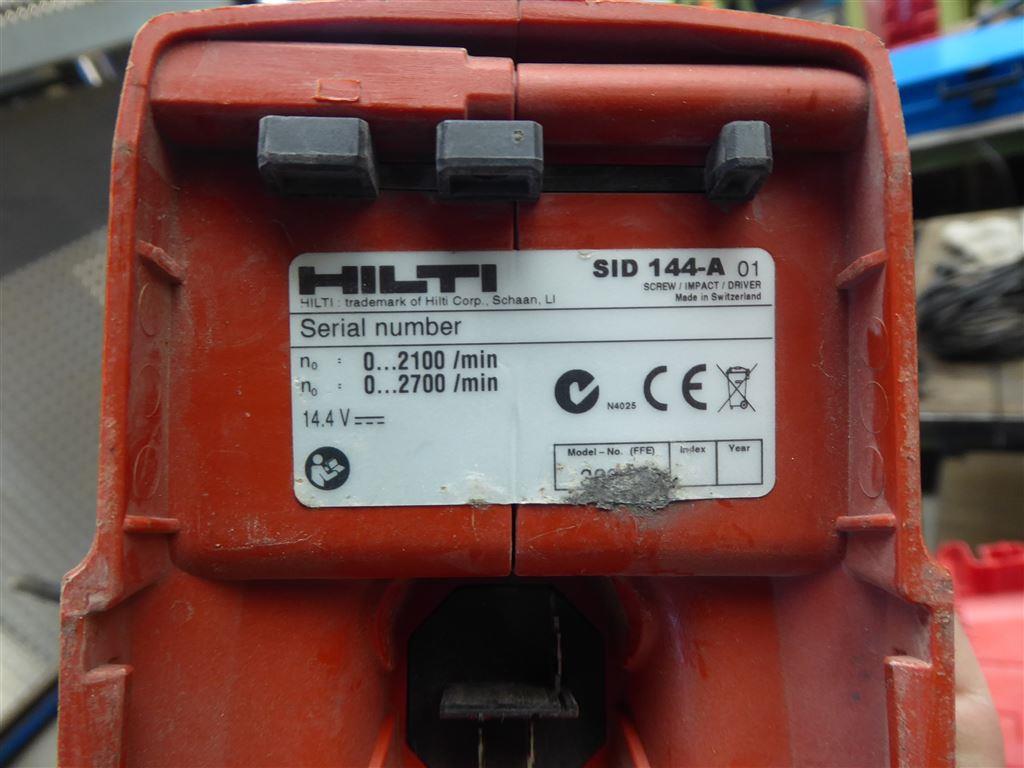 HILTI
SID 144-A 01
SCREW / IMPACT / DRIVER
HILTI : trademark of Hilti Corp., Schaan, LI
Made in Switzerland
Serial number
n₀ : 0...2100 /min
n₀ : 0...2700 /min
14.4 V
N4025
CE
Model – No. (FFE) Index Year